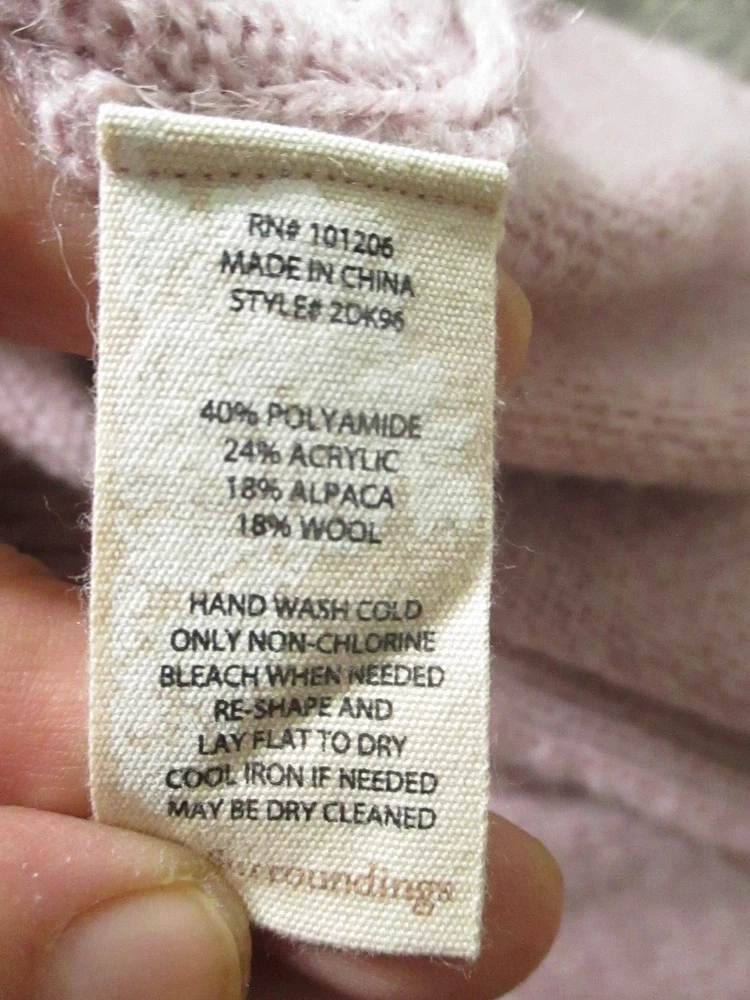 RN# 101206
MADE IN CHINA
STYLE# 2DK96
40% POLYAMIDE
24% ACRYLIC
18% ALPACA
18% WOOL
HAND WASH COLD
ONLY NON-CHLORINE
BLEACH WHEN NEEDED
RE-SHAPE AND
LAY FLAT TO DRY
COOL IRON IF NEEDED
MAY BE DRY CLEANED
surroundings